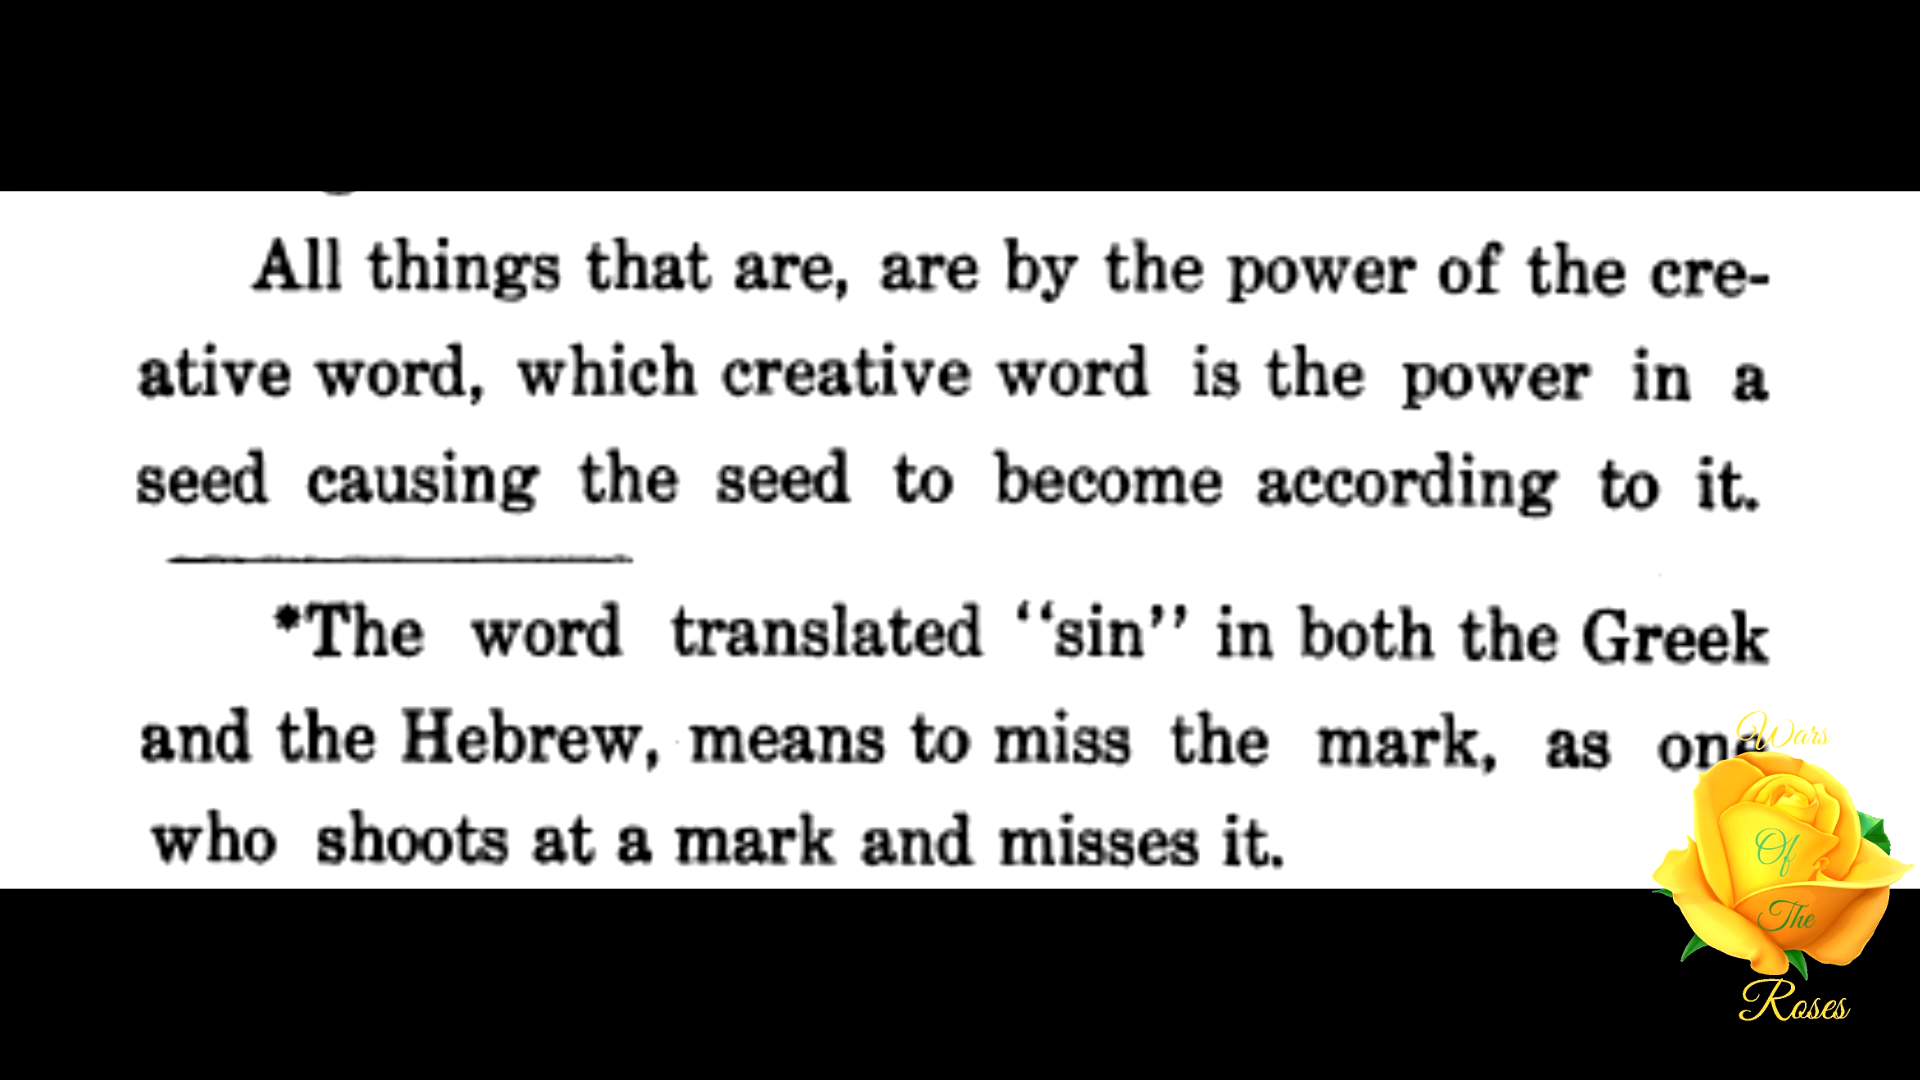 All things that are, are by the power of the cre-
ative word, which creative word is the power in a
seed causing the seed to become according to it.
*The word translated “sin” in both the Greek
and the Hebrew, means to miss the mark, as one
who shoots at a mark and misses it.
Wars
Of
The
Roses